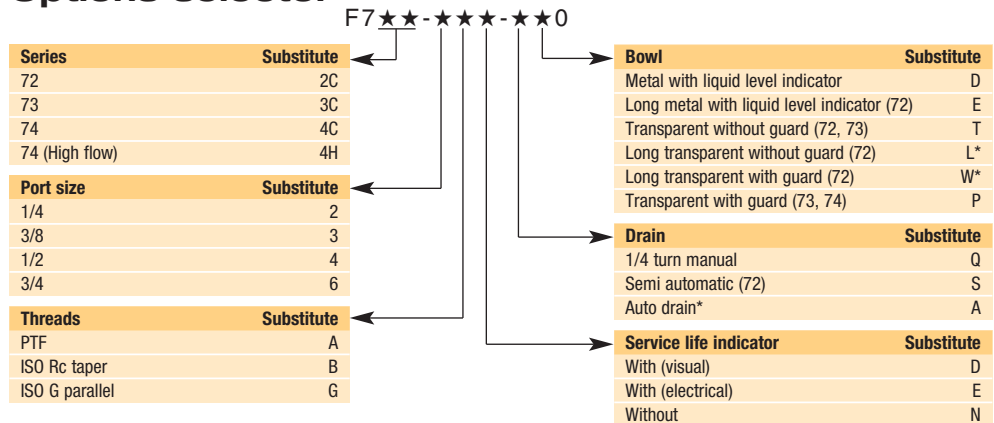 Options selector
F7★★-★★★-★★0
Series Substitute
72 2C
73 3C
74 4C
74 (High flow) 4H
Port size Substitute
1/4 2
3/8 3
1/2 4
3/4 6
Threads Substitute
PTF A
ISO Rc taper B
ISO G parallel G
Bowl Substitute
Metal with liquid level indicator D
Long metal with liquid level indicator (72) E
Transparent without guard (72, 73) T
Long transparent without guard (72) L*
Long transparent with guard (72) W*
Transparent with guard (73, 74) P
Drain Substitute
1/4 turn manual Q
Semi automatic (72) S
Auto drain* A
Service life indicator Substitute
With (visual) D
With (electrical) E
Without N